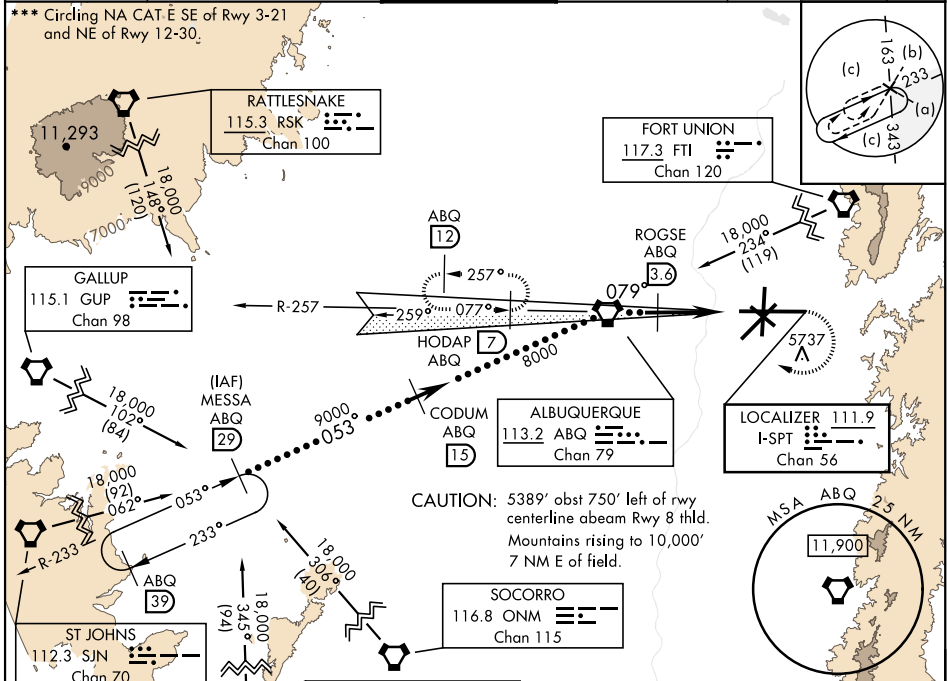 *** Circling NA CAT E SE of Rwy 3-21
and NE of Rwy 12-30.
163
(b)
(c)
233
(a)
(c)
343
RATTLESNAKE
115.3 RSK
Chan 100
11,293
9000
7000
18,000
148°
(120)
FORT UNION
117.3 FTI
Chan 120
18,000
234°
(119)
ABQ
12
ROGSE
ABQ
3.6
GALLUP
115.1 GUP
Chan 98
R-257
257°
259°
077°
079°
HODAP
ABQ
7
8000
5737
18,000
102°
(84)
(IAF)
MESSA
ABQ
29
9000
053°
CODUM
ABQ
15
ALBUQUERQUE
113.2 ABQ
Chan 79
LOCALIZER 111.9
I-SPT
Chan 56
18,000
(92)
062°
053°
233°
R-233
ABQ
39
CAUTION: 5389' obst 750' left of rwy
centerline abeam Rwy 8 thld.
Mountains rising to 10,000'
7 NM E of field.
MSA ABQ 25 NM
11,900
18,000
306°
(40)
18,000
345°
(94)
SOCORRO
116.8 ONM
Chan 115
ST JOHNS
112.3 SJN
Chan 70